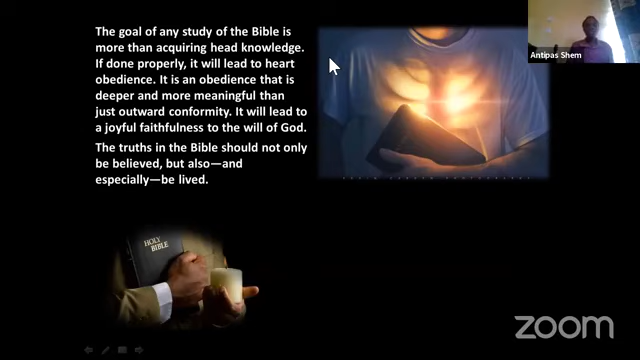 The goal of any study of the Bible is
more than acquiring head knowledge.
If done properly, it will lead to heart
obedience. It is an obedience that is
deeper and more meaningful than
just outward conformity. It will lead to
a joyful faithfulness to the will of God.
The truths in the Bible should not only
be believed, but also—and
especially—be lived.
Antipas Shem
HOLY
BIBLE
zoom